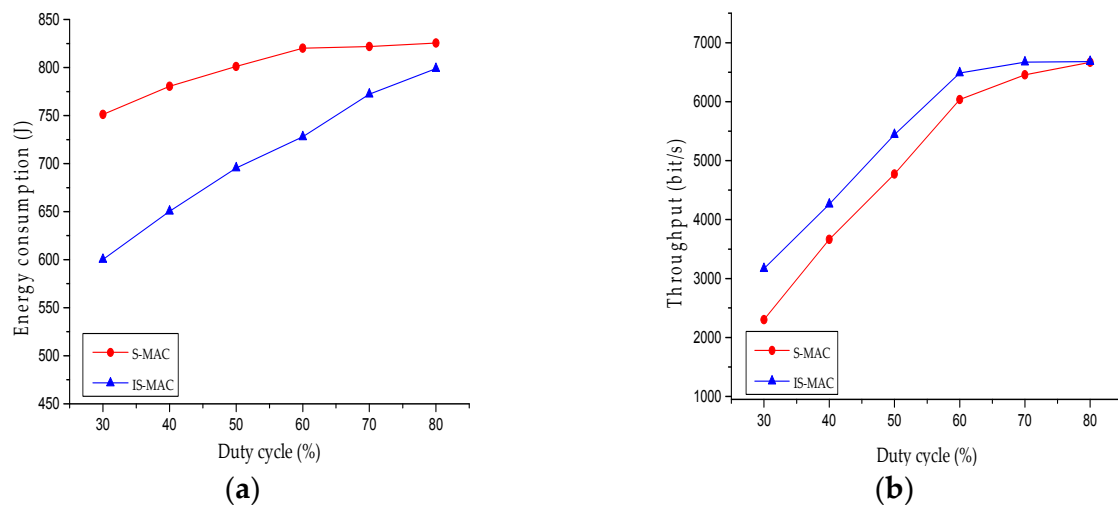 850
800
750
700
650
600
550
500
450
Energy consumption (J)
S-MAC
IS-MAC
30 40 50 60 70 80
Duty cycle (%)
(a)
7000
6000
5000
4000
3000
2000
1000
Throughput (bit/s)
S-MAC
IS-MAC
30 40 50 60 70 80
Duty cycle (%)
(b)